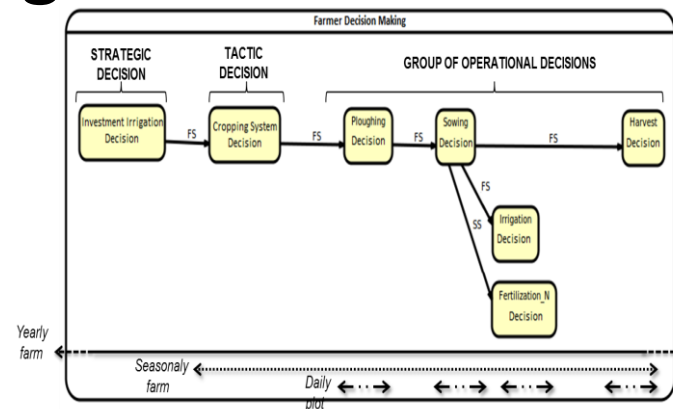 Farmer Decision Making
STRATEGIC
DECISION
TACTIC
DECISION
GROUP OF OPERATIONAL DECISIONS
Investment Irrigation
Decision
FS
Cropping System
Decision
FS
Ploughing
Decision
FS
Sowing
Decision
FS
Harvest
Decision
FS
Irrigation
Decision
SS
Fertilization_N
Decision
Yearly
farm
Seasonaly
farm
Daily
plot